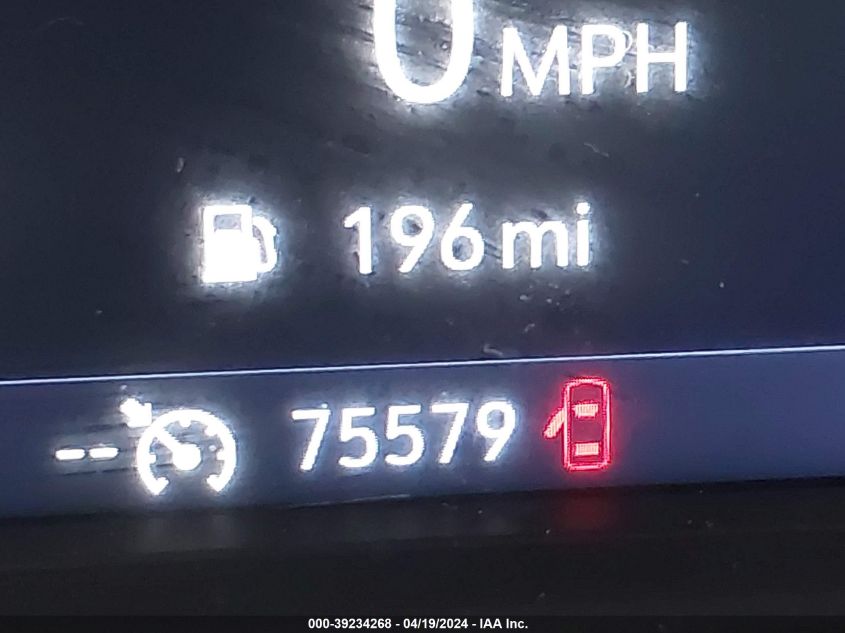 0 MPH
196 mi
-- 75579
000-39234268 - 04/19/2024 - IAA Inc.